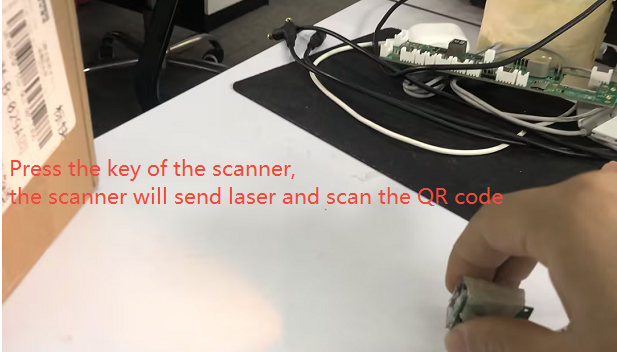 Press the key of the scanner,
the scanner will send laser and scan the QR code